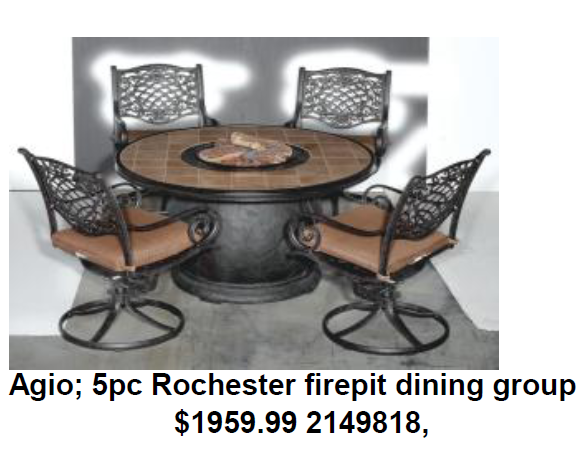 Agio; 5pc Rochester firepit dining group
$1959.99 2149818,